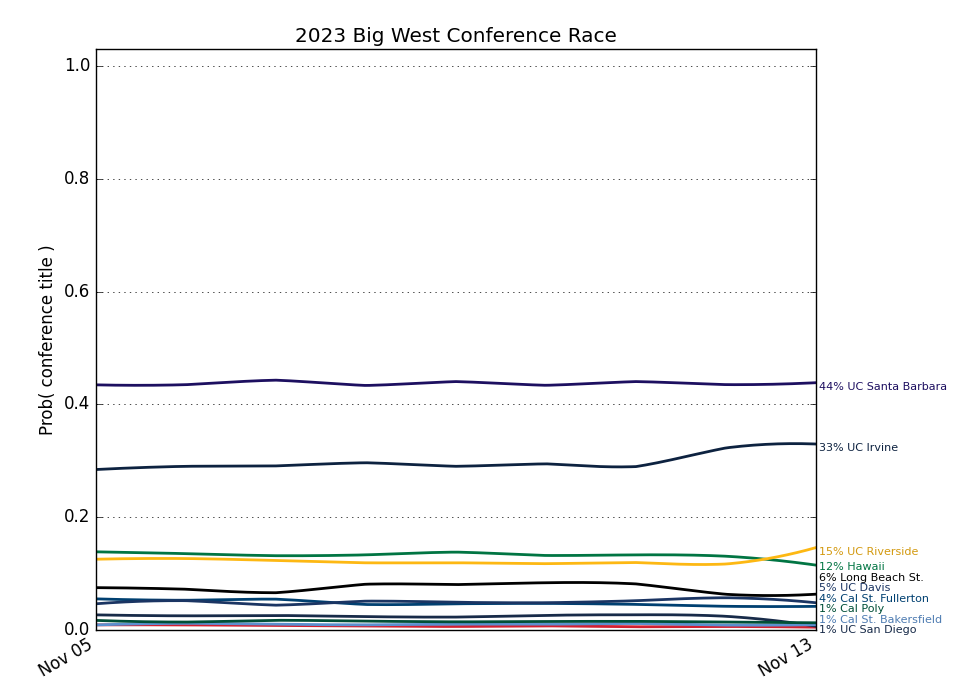 2023 Big West Conference Race
Prob( conference title )
1.0
0.8
0.6
0.4
0.2
0.0
Nov 05
Nov 13
44% UC Santa Barbara
33% UC Irvine
15% UC Riverside
12% Hawaii
6% Long Beach St.
5% UC Davis
4% Cal St. Fullerton
1% Cal Poly
1% Cal St. Bakersfield
1% UC San Diego